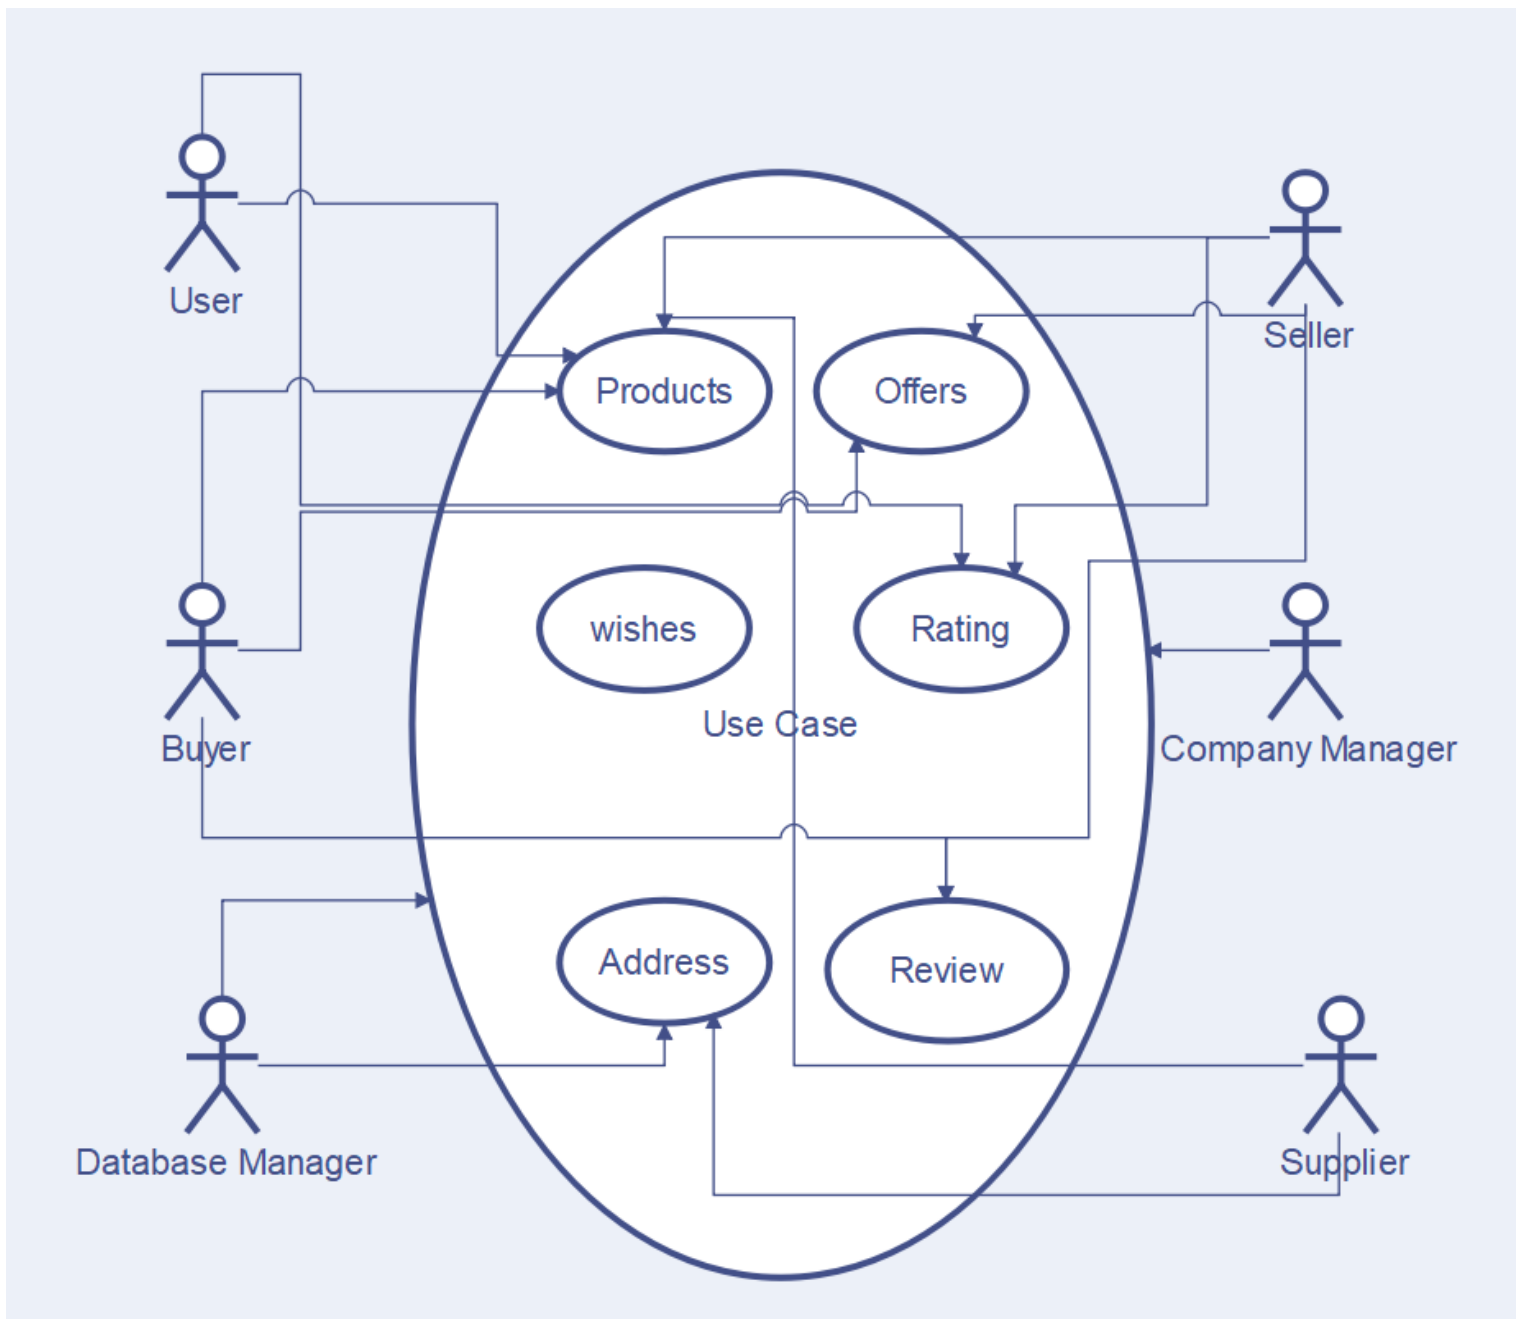 User
Seller
Products
Offers
wishes
Rating
Use Case
Buyer
Company Manager
Address
Review
Database Manager
Supplier